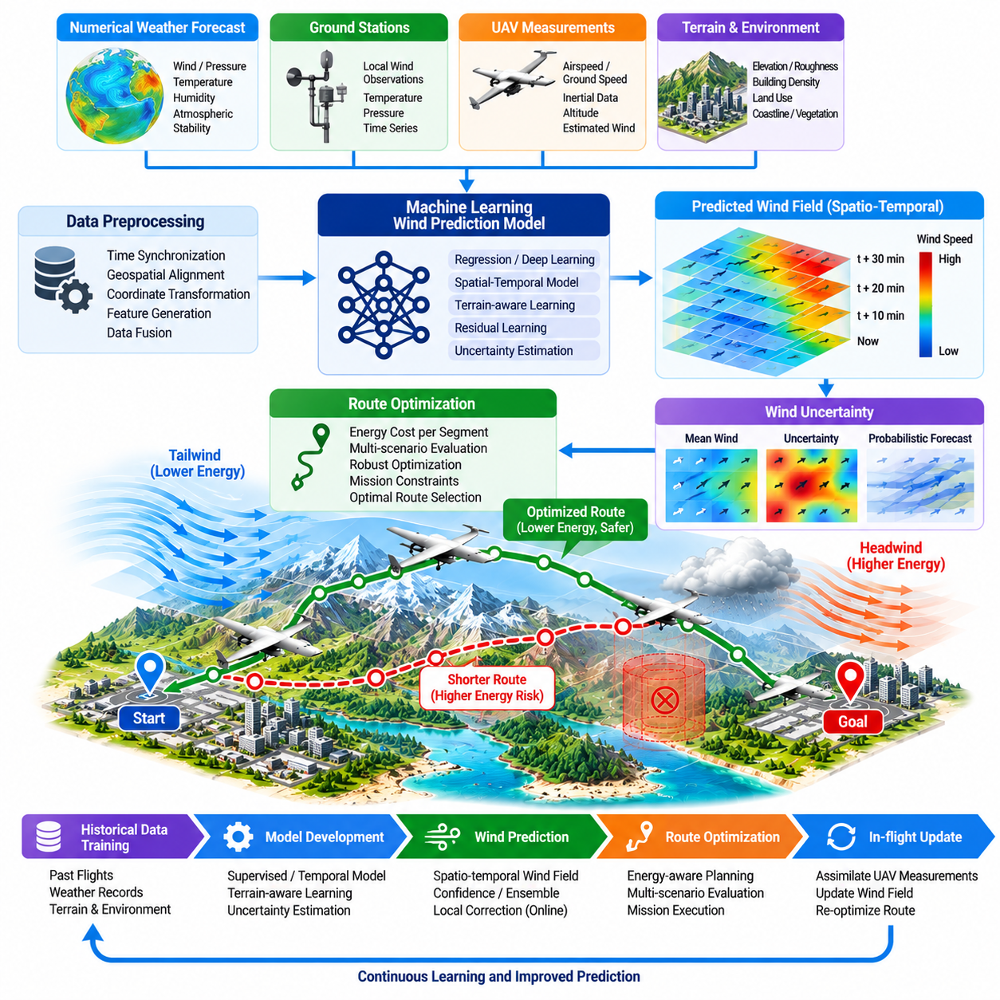 Numerical Weather Forecast
Wind / Pressure
Temperature
Humidity
Atmospheric
Stability
Ground Stations
Local Wind
Observations
Temperature
Pressure
Time Series
UAV Measurements
Airspeed /
Ground Speed
Inertial Data
Altitude
Estimated Wind
Terrain & Environment
Elevation / Roughness
Building Density
Land Use
Coastline / Vegetation
Data Preprocessing
Time Synchronization
Geospatial Alignment
Coordinate Transformation
Feature Generation
Data Fusion
Machine Learning
Wind Prediction Model
Regression / Deep Learning
Spatial-Temporal Model
Terrain-aware Learning
Residual Learning
Uncertainty Estimation
Predicted Wind Field (Spatio-Temporal)
t + 30 min
t + 20 min
t + 10 min
Now
Wind Speed
High
Low
Route Optimization
Energy Cost per Segment
Multi-scenario Evaluation
Robust Optimization
Mission Constraints
Optimal Route Selection
Wind Uncertainty
Mean Wind
Uncertainty
Probabilistic Forecast
Tailwind
(Lower Energy)
Optimized Route
(Lower Energy, Safer)
Headwind
(Higher Energy)
Shorter Route
(Higher Energy Risk)
Start
Goal
Historical Data
Training
Past Flights
Weather Records
Terrain & Environment
Model Development
Supervised / Temporal Model
Terrain-aware Learning
Uncertainty Estimation
Wind Prediction
Spatio-temporal Wind Field
Confidence / Ensemble
Local Correction (Online)
Route Optimization
Energy-aware Planning
Multi-scenario Evaluation
Mission Execution
In-flight Update
Assimilate UAV Measurements
Update Wind Field
Re-optimize Route
Continuous Learning and Improved Prediction